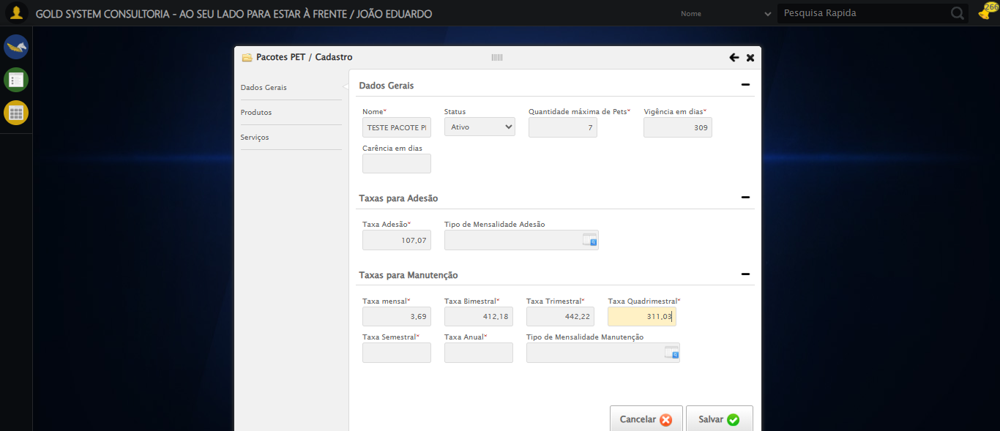 GOLD SYSTEM CONSULTORIA - AO SEU LADO PARA ESTAR À FRENTE / JOÃO EDUARDO
Nome
Pesquisa Rapida
266
Pacotes PET / Cadastro
Dados Gerais
Produtos
Serviços
Dados Gerais
Nome* Status Quantidade máxima de Pets* Vigência em dias*
TESTE PACOTE PI Ativo 7 309
Carência em dias
Taxas para Adesão
Taxa Adesão* Tipo de Mensalidade Adesão
107,07
Taxas para Manutenção
Taxa mensal* Taxa Bimestral* Taxa Trimestral* Taxa Quadrimestral*
3,69 412,18 442,22 311,03
Taxa Semestral* Taxa Anual* Tipo de Mensalidade Manutenção
Cancelar Salvar